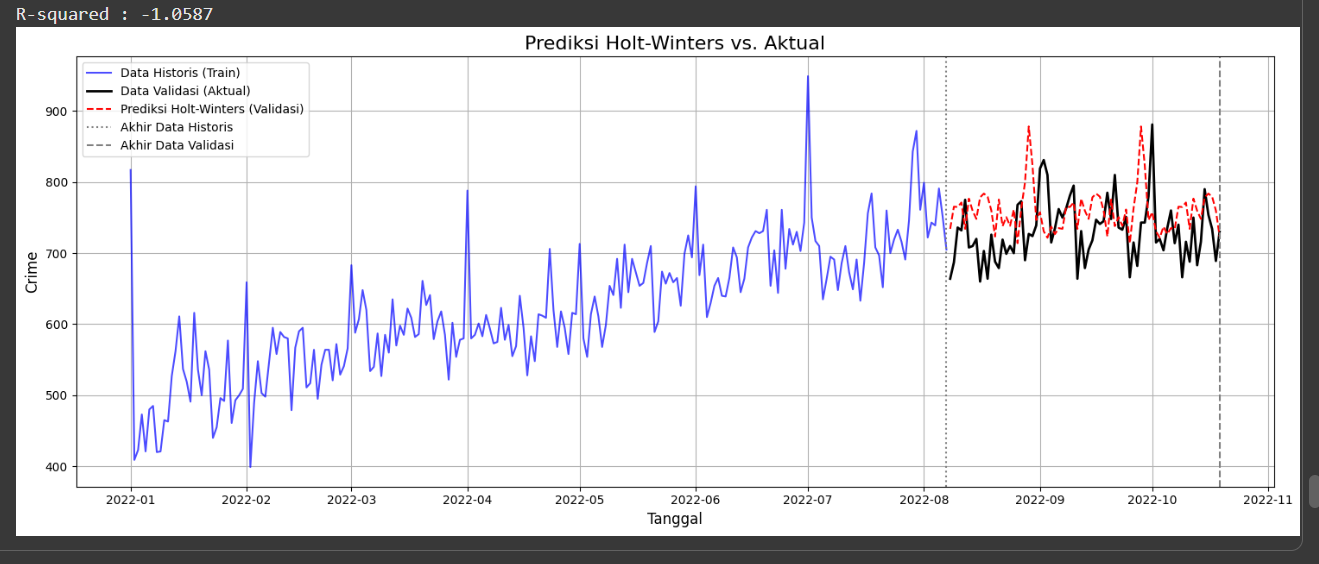 R-squared : -1.0587
Prediksi Holt-Winters vs. Aktual
Data Historis (Train)
Data Validasi (Aktual)
Prediksi Holt-Winters (Validasi)
Akhir Data Historis
Akhir Data Validasi
900
800
700
600
500
400
Crime
2022-01 2022-02 2022-03 2022-04 2022-05 2022-06 2022-07 2022-08 2022-09 2022-10 2022-11
Tanggal